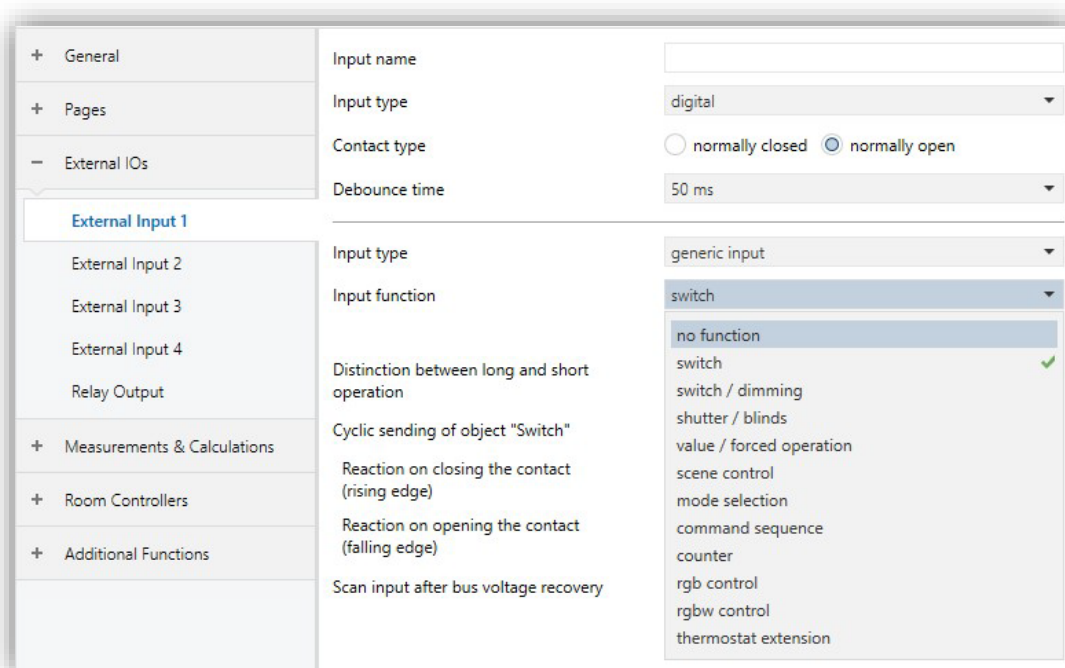 + General
+ Pages
− External IOs
External Input 1
External Input 2
External Input 3
External Input 4
Relay Output
+ Measurements & Calculations
+ Room Controllers
+ Additional Functions
Input name
Input type
digital
Contact type
normally closed
normally open
Debounce time
50 ms
Input type
generic input
Input function
switch
no function
switch
switch / dimming
shutter / blinds
value / forced operation
scene control
mode selection
command sequence
counter
rgb control
rgbw control
thermostat extension
Distinction between long and short
operation
Cyclic sending of object "Switch"
Reaction on closing the contact
(rising edge)
Reaction on opening the contact
(falling edge)
Scan input after bus voltage recovery